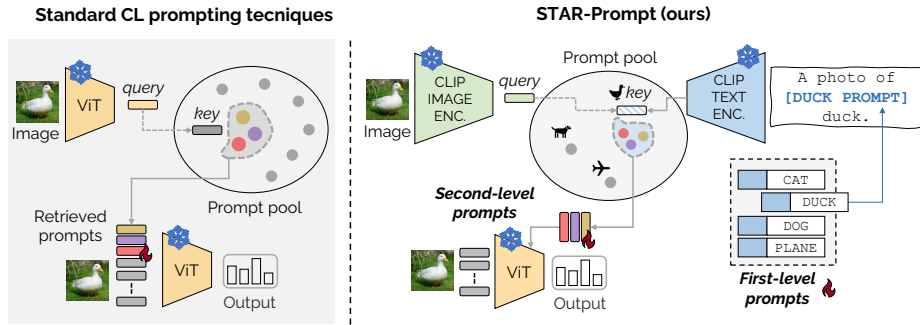 Standard CL prompting tecniques
ViT
query
Image
key
Prompt pool
Retrieved
prompts
ViT
Output
STAR-Prompt (ours)
CLIP
IMAGE
ENC.
query
Image
Prompt pool
key
CLIP
TEXT
ENC.
A photo of
[DUCK PROMPT]
duck.
Second-level
prompts
ViT
Output
CAT
DUCK
DOG
PLANE
First-level
prompts